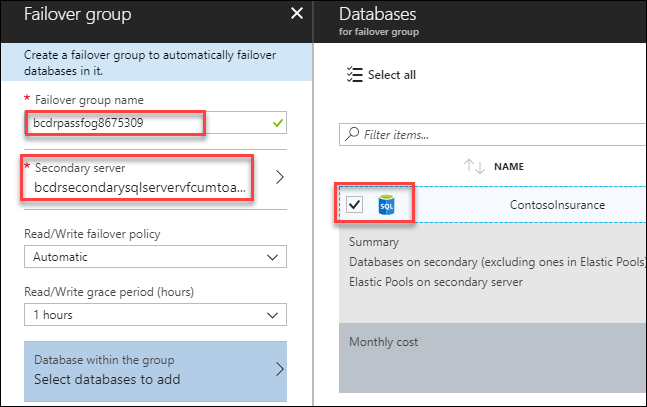 Failover group
Create a failover group to automatically failover
databases in it.
* Failover group name
bcdrpassfog8675309
* Secondary server
bcdrsecondarysqlservervfcumtoa...
Read/Write failover policy
Automatic
Read/Write grace period (hours)
1 hours
Database within the group
Select databases to add
Databases
for failover group
Select all
Filter items...
NAME
SQL
ContosoInsurance
Summary
Databases on secondary (excluding ones in Elastic Pools)
Elastic Pools on secondary server
Monthly cost